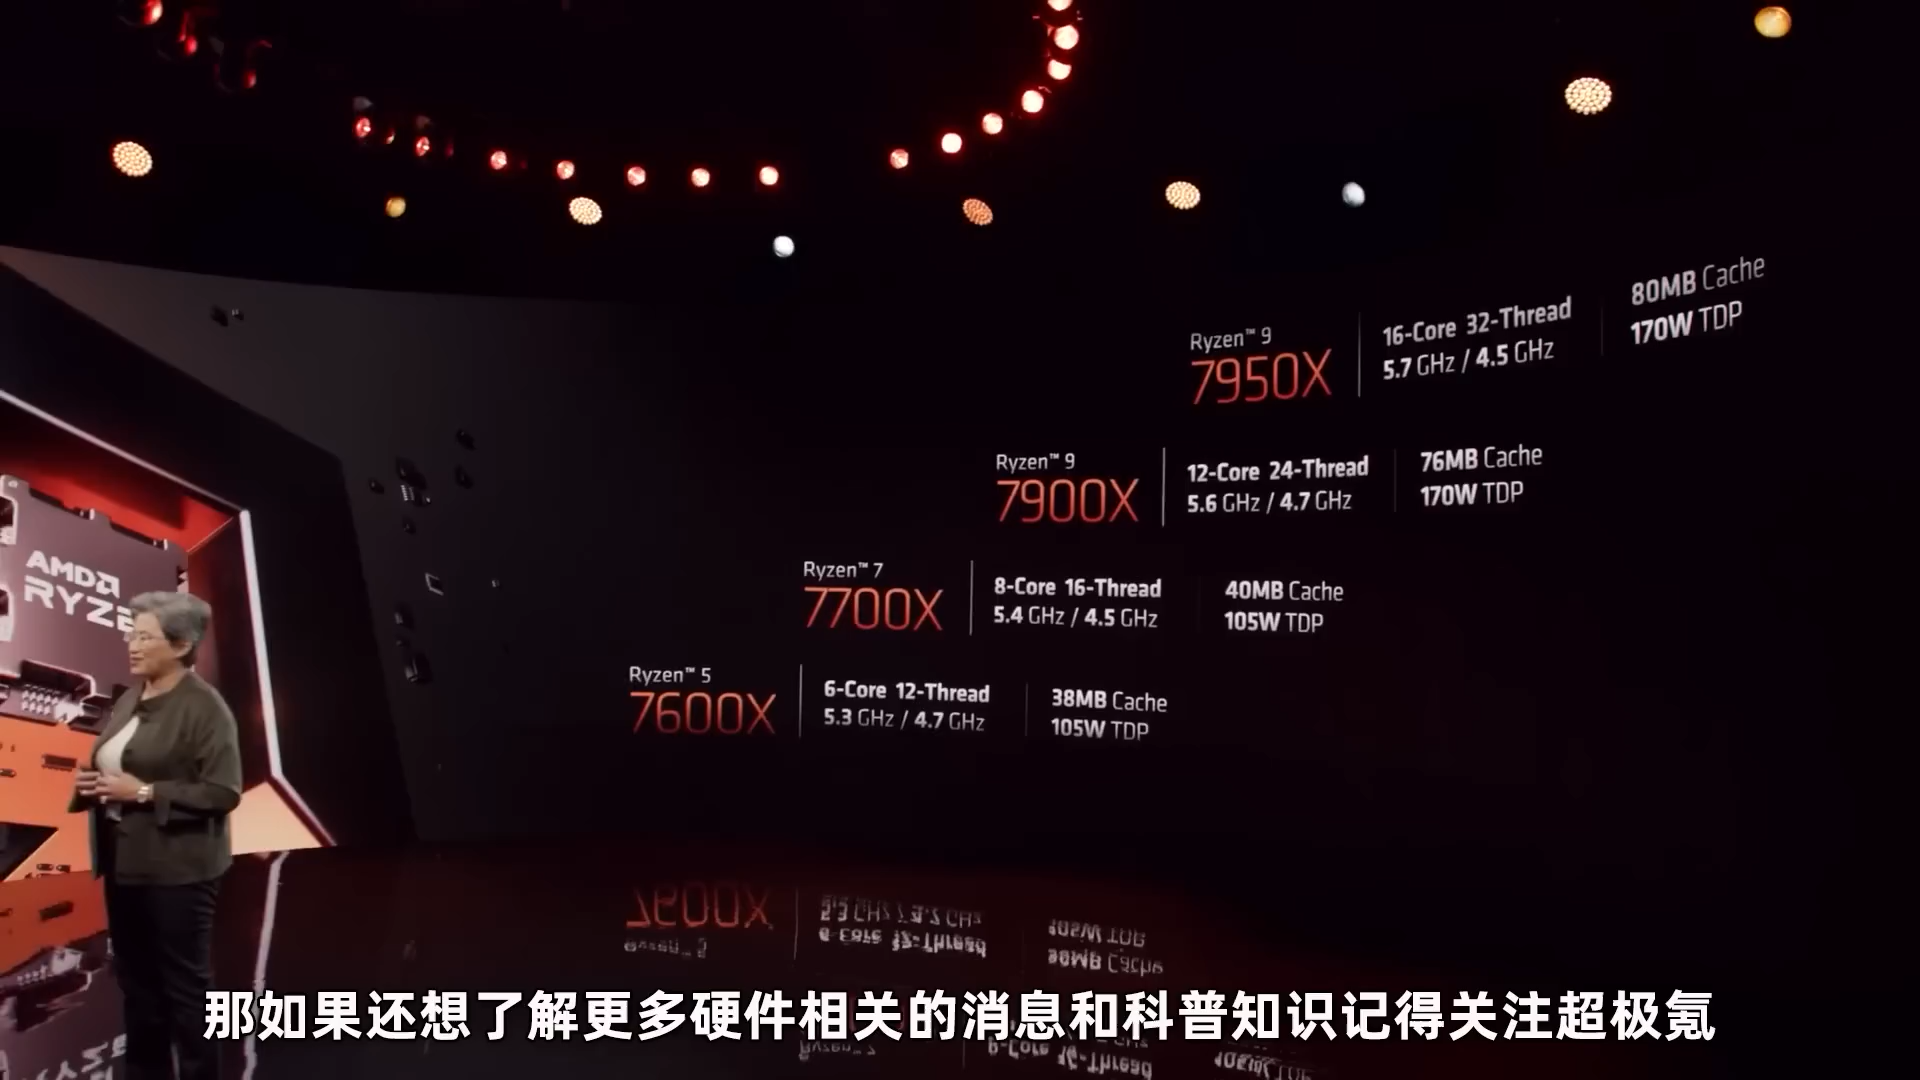 Ryzen™ 9
7950X
16-Core 32-Thread
5.7 GHz / 4.5 GHz
80MB Cache
170W TDP
Ryzen™ 9
7900X
12-Core 24-Thread
5.6 GHz / 4.7 GHz
76MB Cache
170W TDP
Ryzen™ 7
7700X
8-Core 16-Thread
5.4 GHz / 4.5 GHz
40MB Cache
105W TDP
Ryzen™ 5
7600X
6-Core 12-Thread
5.3 GHz / 4.7 GHz
38MB Cache
105W TDP
AMD
那如果还想了解更多硬件相关的消息和科普知识记得关注超极氪